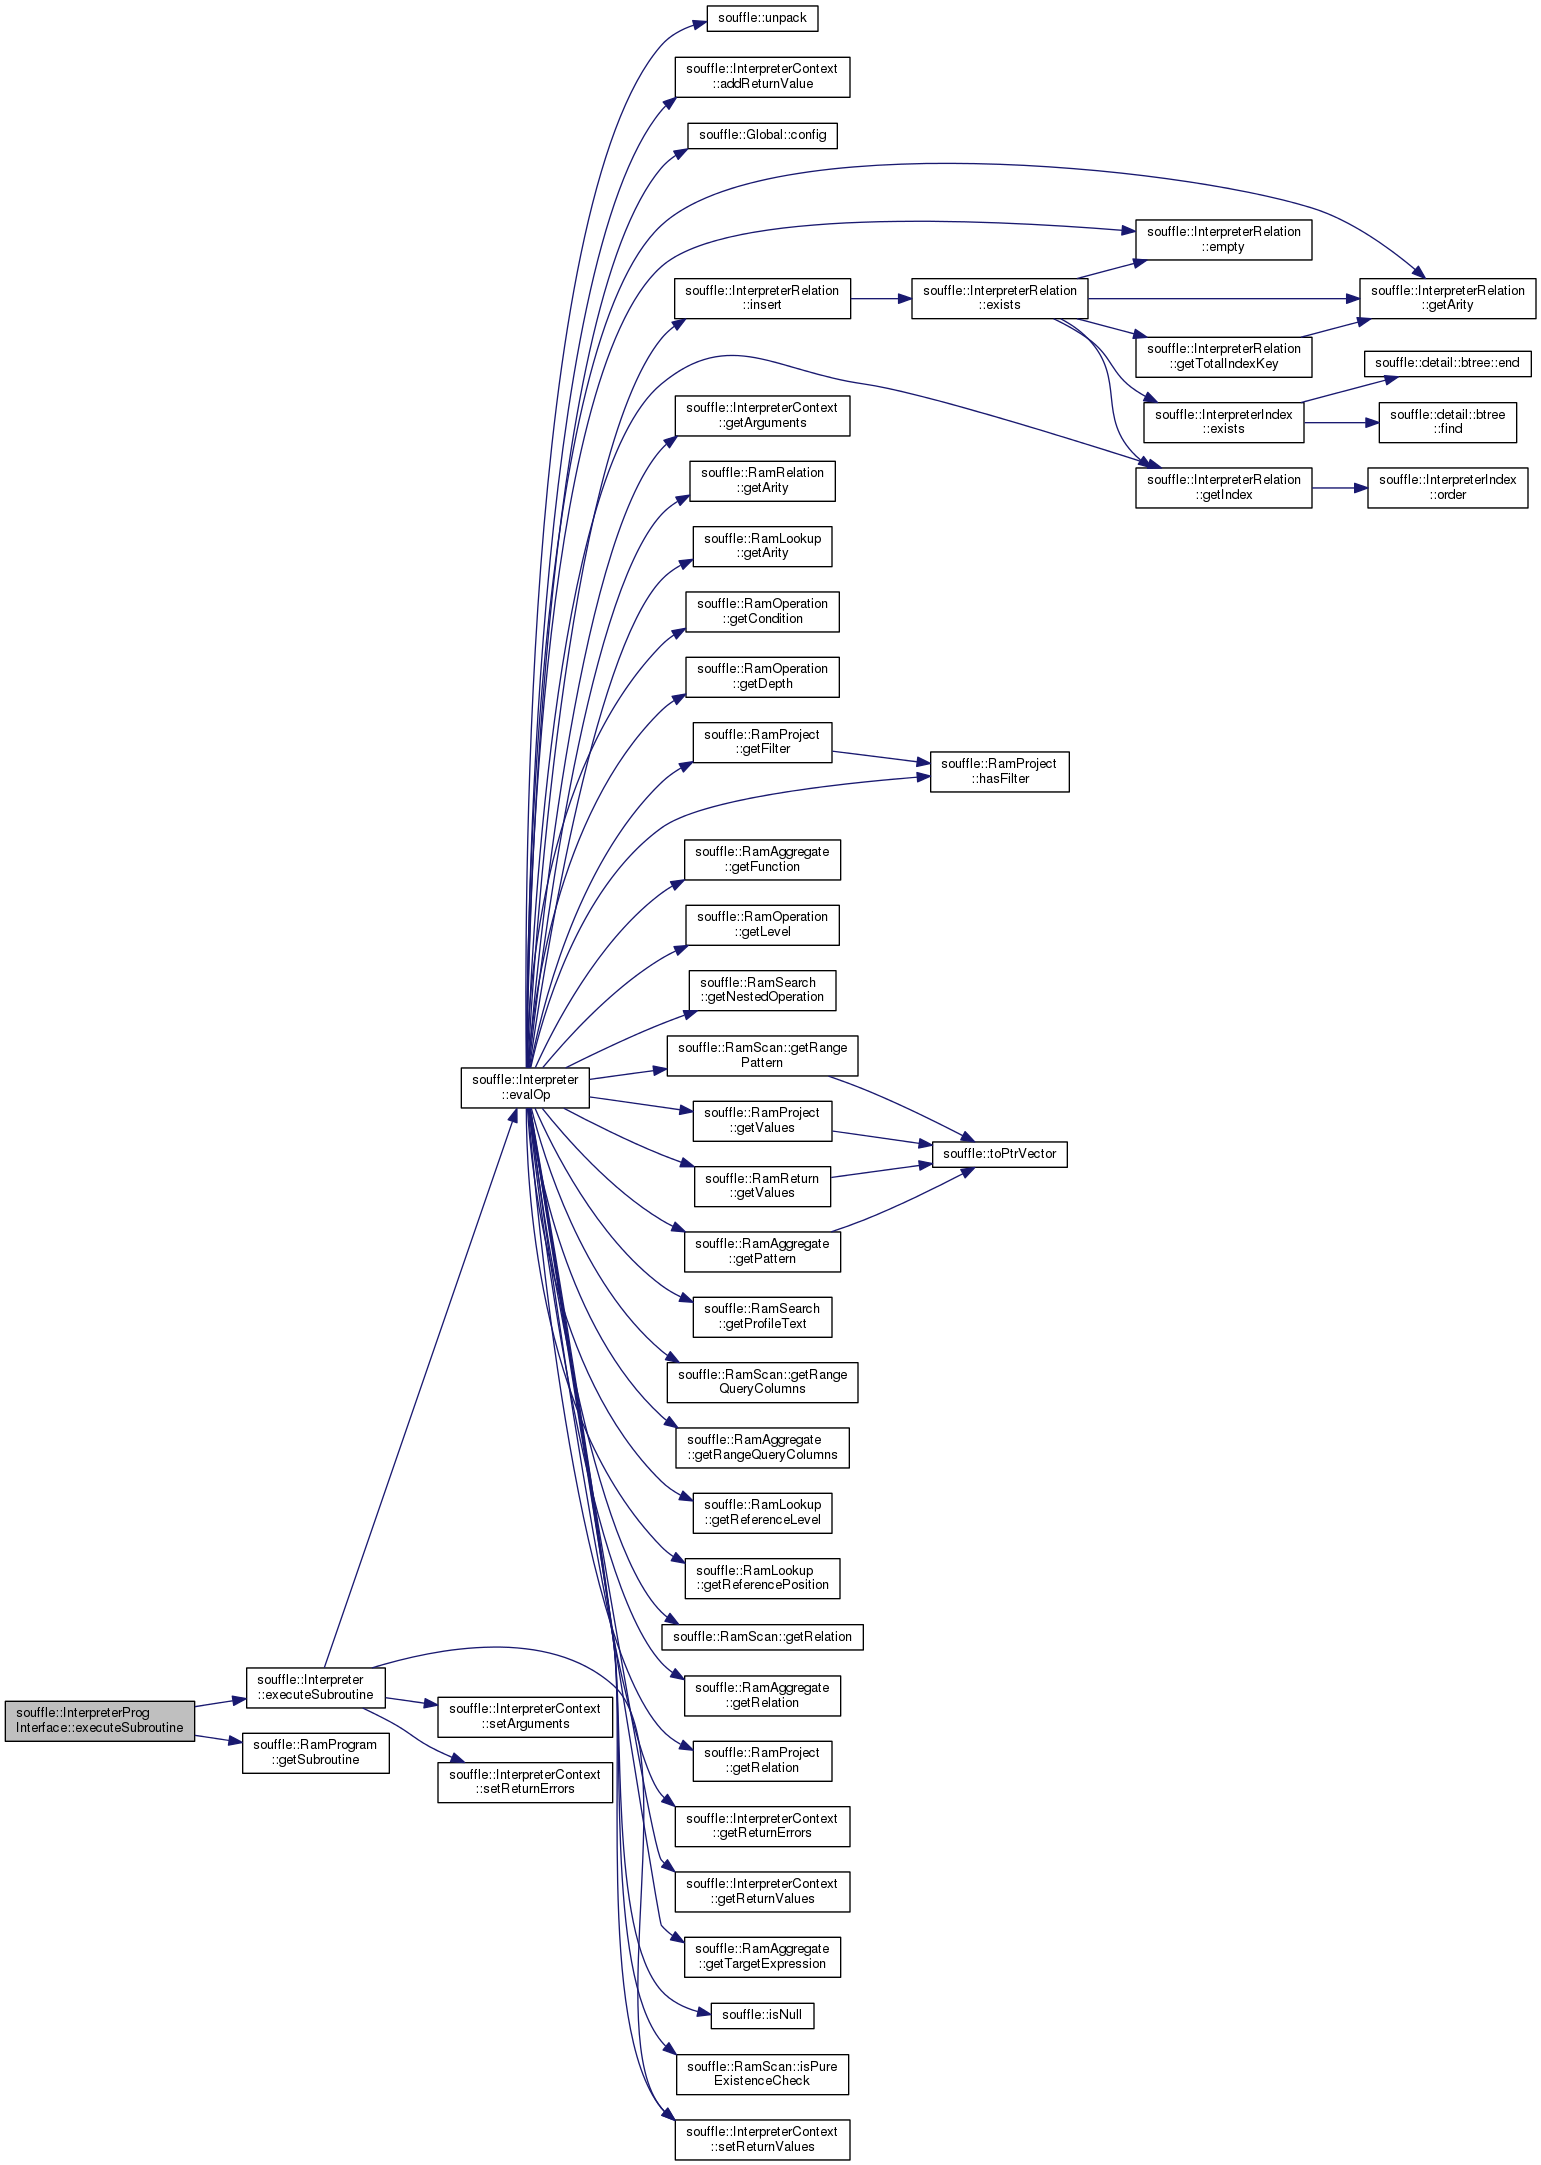 souffle::unpack
souffle::InterpreterContext
::addReturnValue
souffle::Global::config
souffle::InterpreterRelation
::empty
souffle::InterpreterRelation
::insert
souffle::InterpreterRelation
::exists
souffle::InterpreterRelation
::getArity
souffle::InterpreterRelation
::getTotalIndexKey
souffle::detail::btree::end
souffle::InterpreterContext
::getArguments
souffle::InterpreterIndex
::exists
souffle::detail::btree
::find
souffle::RamRelation
::getArity
souffle::InterpreterRelation
::getIndex
souffle::InterpreterIndex
::order
souffle::RamLookup
::getArity
souffle::RamOperation
::getCondition
souffle::RamOperation
::getDepth
souffle::RamProject
::getFilter
souffle::RamProject
::hasFilter
souffle::RamAggregate
::getFunction
souffle::RamOperation
::getLevel
souffle::RamSearch
::getNestedOperation
souffle::RamScan::getRange
Pattern
souffle::Interpreter
::evalOp
souffle::RamProject
::getValues
souffle::toPtrVector
souffle::RamReturn
::getValues
souffle::RamAggregate
::getPattern
souffle::RamSearch
::getProfileText
souffle::RamScan::getRange
QueryColumns
souffle::RamAggregate
::getRangeQueryColumns
souffle::RamLookup
::getReferenceLevel
souffle::RamLookup
::getReferencePosition
souffle::RamScan::getRelation
souffle::Interpreter
::executeSubroutine
souffle::RamAggregate
::getRelation
souffle::InterpreterProg
Interface::executeSubroutine
souffle::InterpreterContext
::setArguments
souffle::RamProgram
::getSubroutine
souffle::RamProject
::getRelation
souffle::InterpreterContext
::setReturnErrors
souffle::InterpreterContext
::getReturnErrors
souffle::InterpreterContext
::getReturnValues
souffle::RamAggregate
::getTargetExpression
souffle::isNull
souffle::RamScan::isPure
ExistenceCheck
souffle::InterpreterContext
::setReturnValues